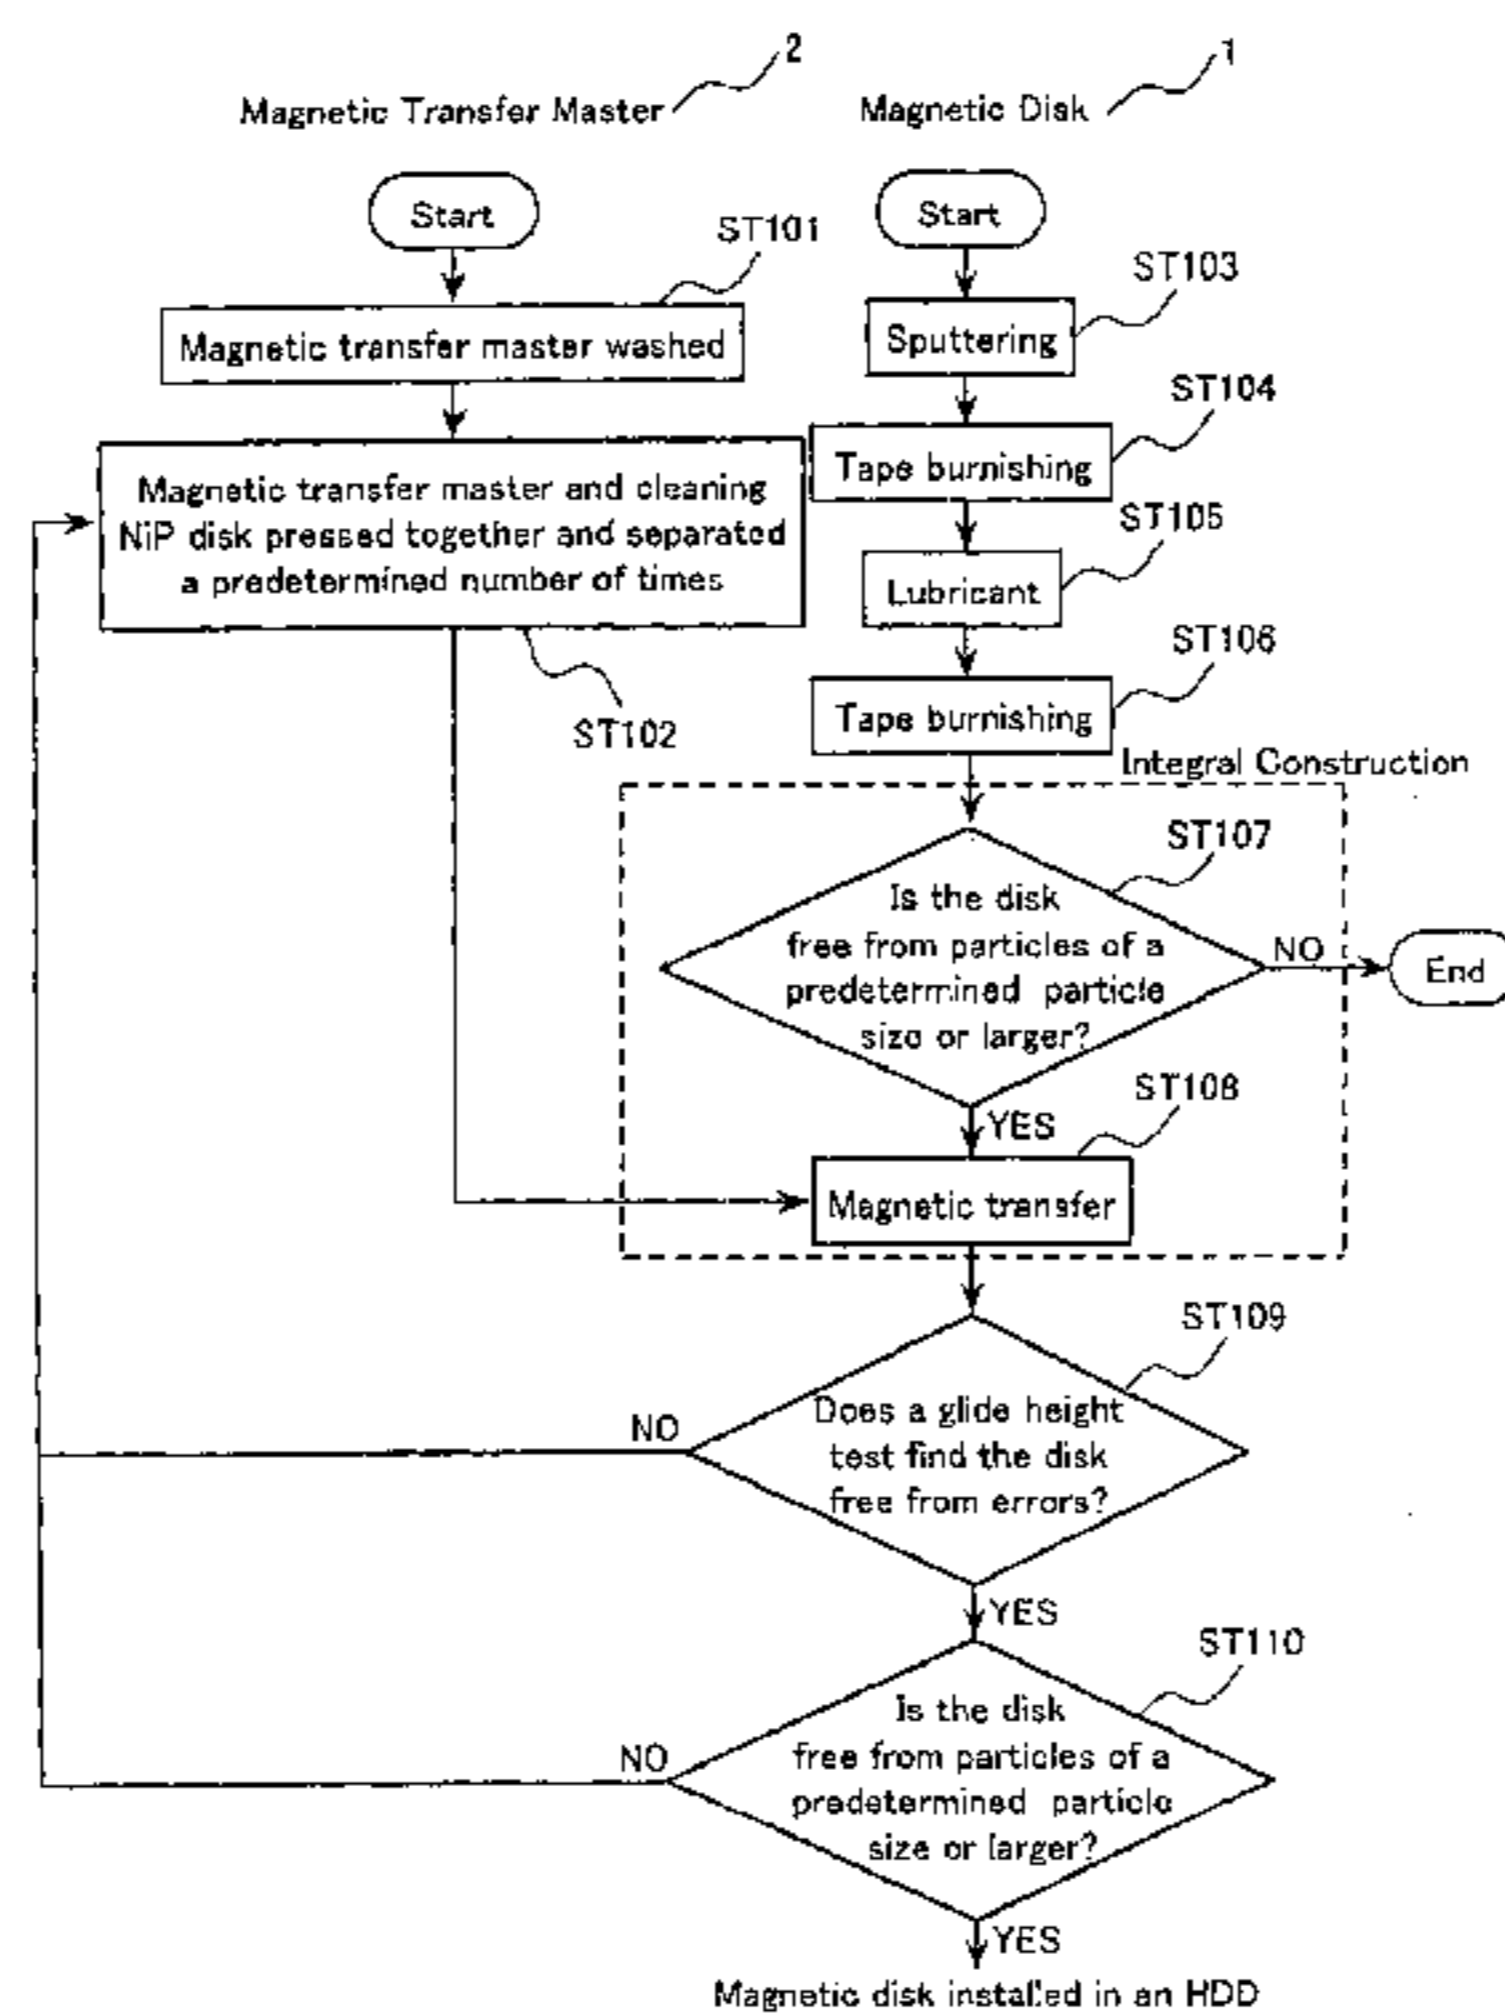 2
1
Magnetic Transfer Master
Magnetic Disk
Start
Start
ST101
ST103
Magnetic transfer master washed
Sputtering
ST104
Magnetic transfer master and cleaning
NiP disk pressed together and separated
a predetermined number of times
Tape burnishing
ST105
Lubricant
ST102
ST106
Tape burnishing
Integral Construction
ST107
Is the disk
free from particles of a
predetermined particle
size or larger?
NO
End
ST108
YES
Magnetic transfer
ST109
Does a glide height
test find the disk
free from errors?
NO
YES
ST110
Is the disk
free from particles of a
predetermined particle
size or larger?
NO
YES
Magnetic disk installed in an HDD